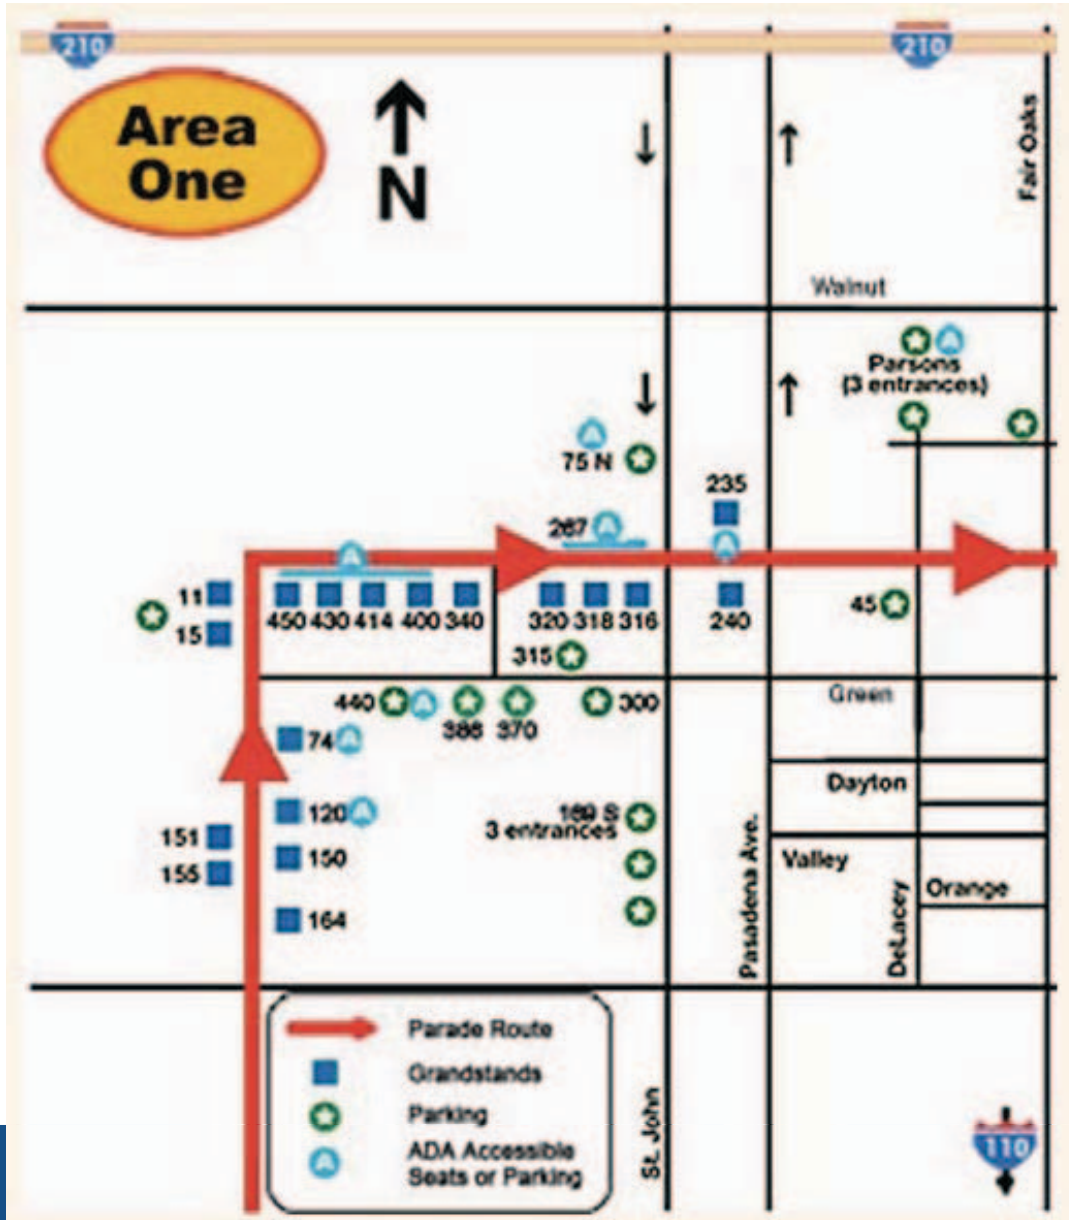 210
210
Area
One
N
Fair Oaks
Walnut
Parsons
(3 entrances)
75 N
235
267
11
450 430 414 400 340
320 318 316
240
45
15
315
440
300
Green
386 370
74
Dayton
120
169 S
3 entrances
151
150
Valley
155
Pasadena Ave.
DeLacey
Orange
164
Parade Route
Grandstands
Parking
ADA Accessible
Seats or Parking
St. John
110